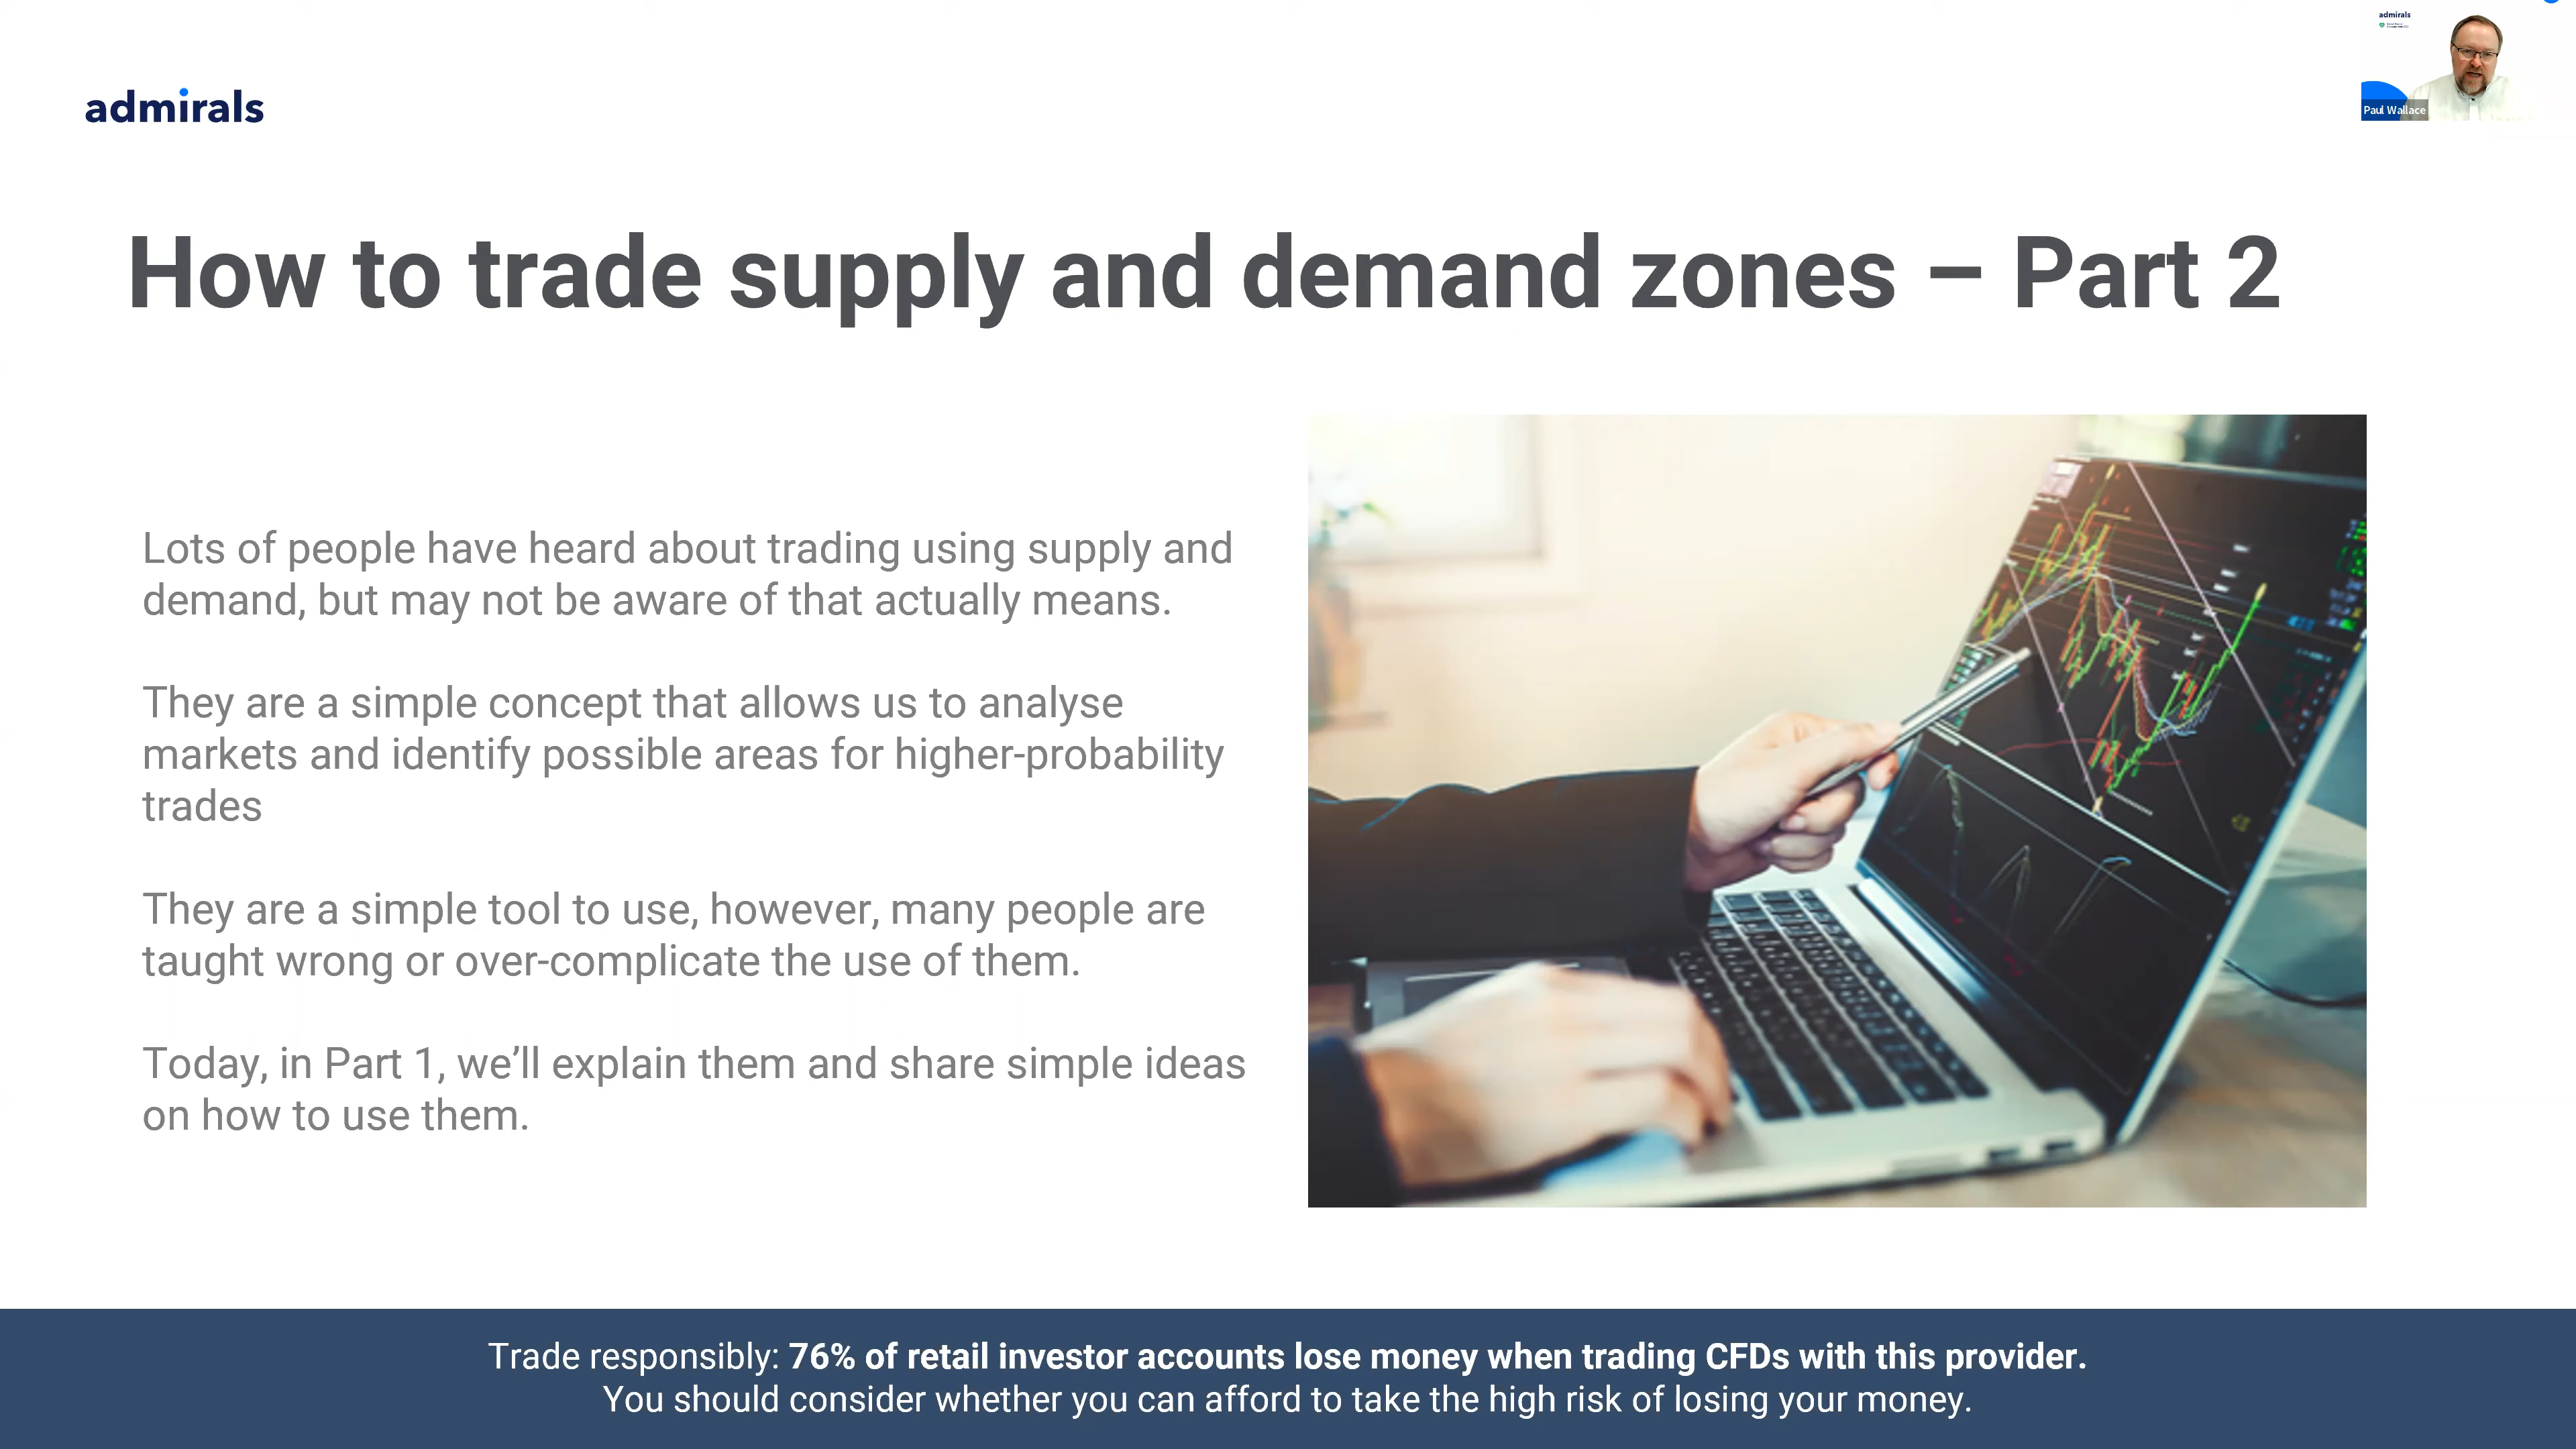 admirals
admirals
Paul Wallace
How to trade supply and demand zones – Part 2
Lots of people have heard about trading using supply and
demand, but may not be aware of that actually means.
They are a simple concept that allows us to analyse
markets and identify possible areas for higher-probability
trades
They are a simple tool to use, however, many people are
taught wrong or over-complicate the use of them.
Today, in Part 1, we’ll explain them and share simple ideas
on how to use them.
Trade responsibly: 76% of retail investor accounts lose money when trading CFDs with this provider.
You should consider whether you can afford to take the high risk of losing your money.